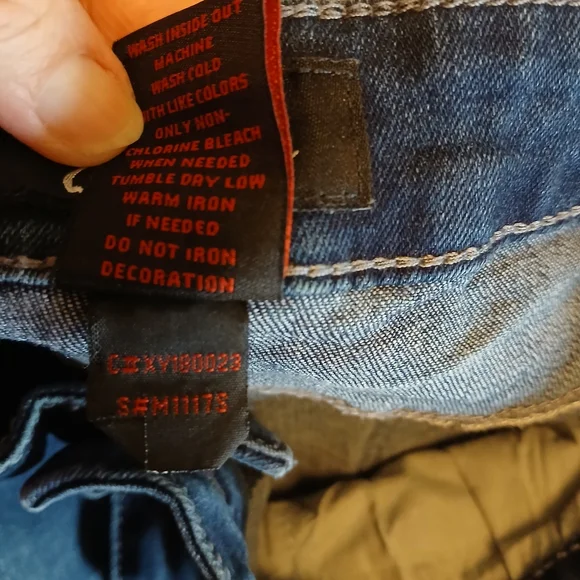 WASH INSIDE OUT
MACHINE
WASH COLD
WITH LIKE COLORS
ONLY NON-
CHLORINE BLEACH
WHEN NEEDED
TUMBLE DRY LOW
WARM IRON
IF NEEDED
DO NOT IRON
DECORATION
C#XY180023
S#M11175